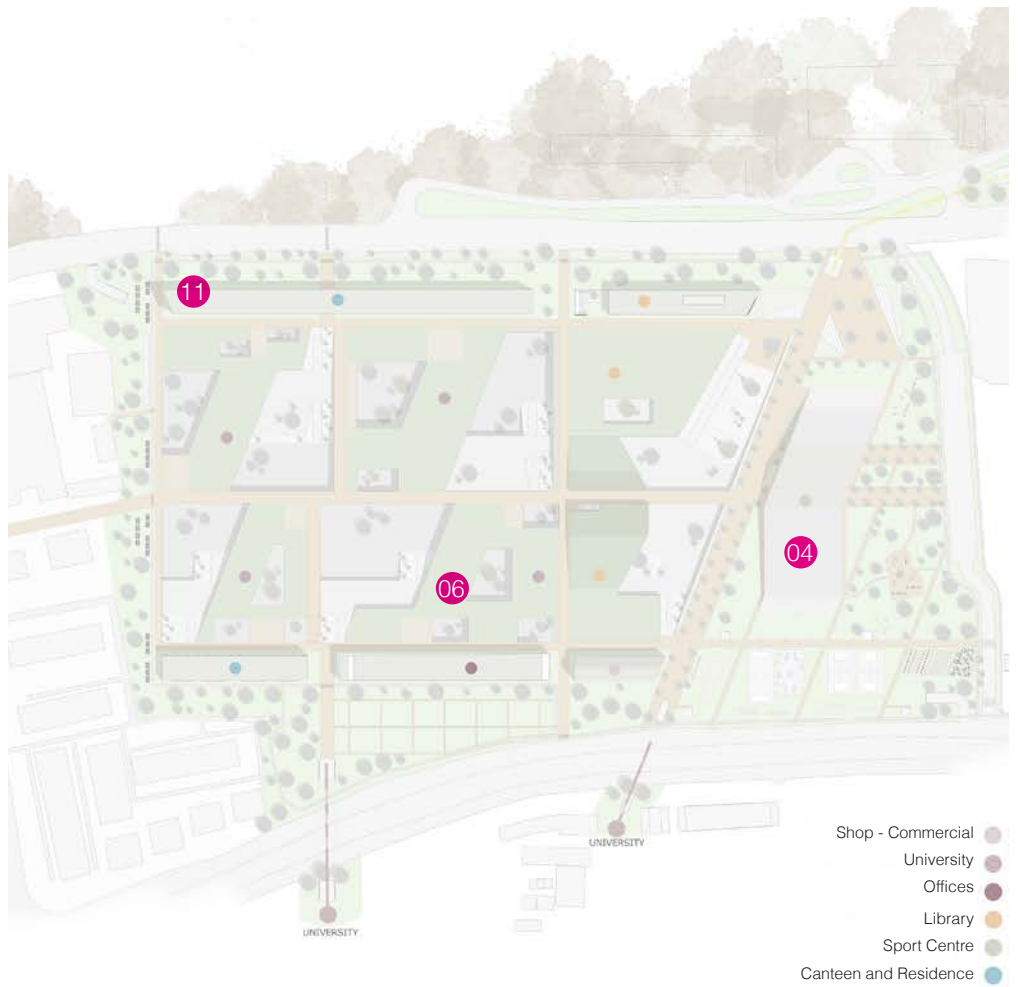 11
06
04
UNIVERSITY
UNIVERSITY
Shop - Commercial
University
Offices
Library
Sport Centre
Canteen and Residence